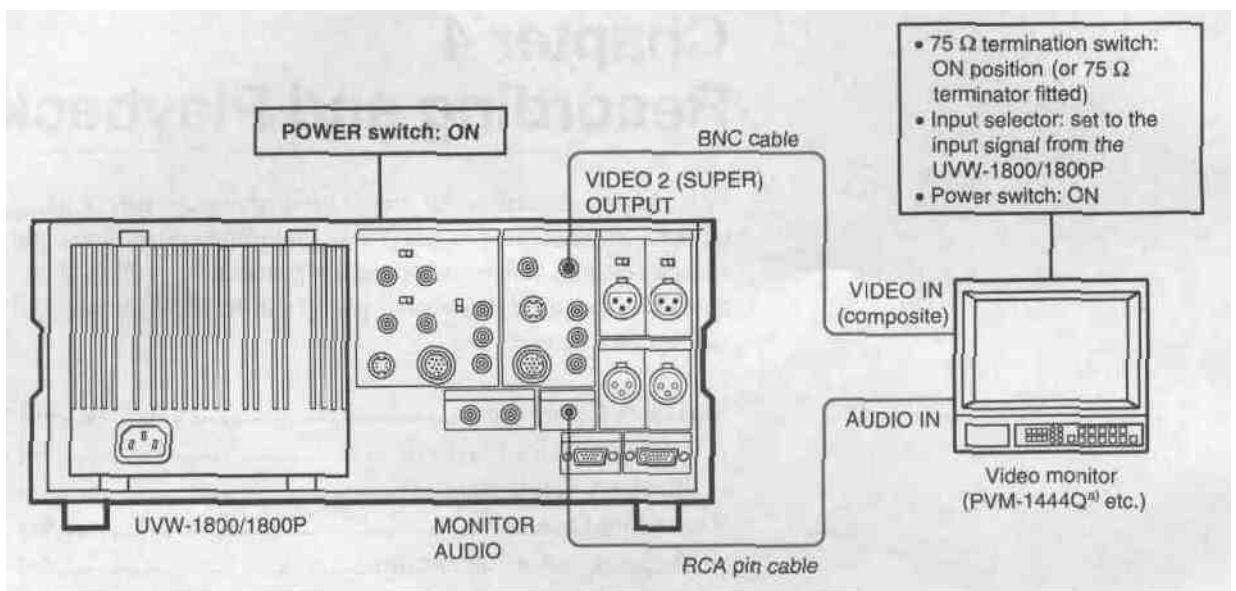 Chapter 4
Recording and Playback
POWER switch: ON
BNC cable
VIDEO 2 (SUPER)
OUTPUT
• 75 Ω termination switch:
ON position (or 75 Ω
terminator fitted)
• Input selector: set to the
input signal from the
UVW-1800/1800P
• Power switch: ON
VIDEO IN
(composite)
AUDIO IN
Video monitor
(PVM-1444Qᵃ⁾ etc.)
UVW-1800/1800P
MONITOR
AUDIO
RCA pin cable